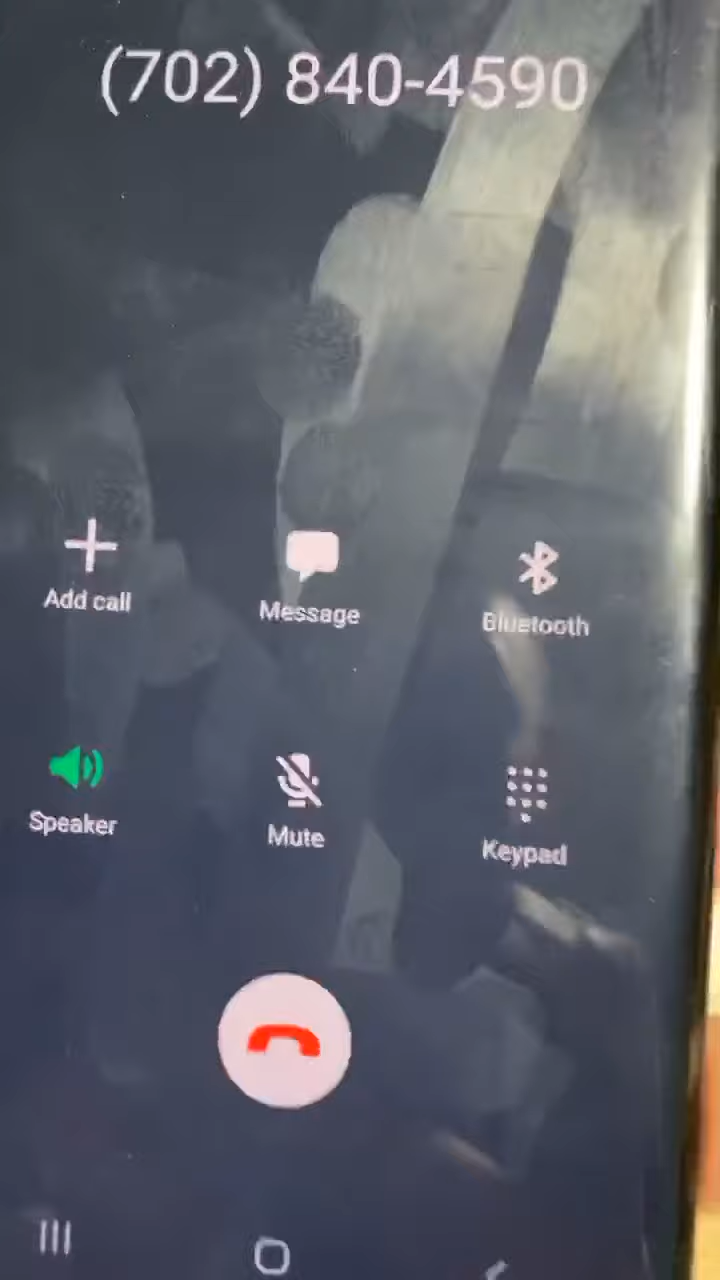 (702) 840-4590
Add call
Message
Bluetooth
Speaker
Mute
Keypad